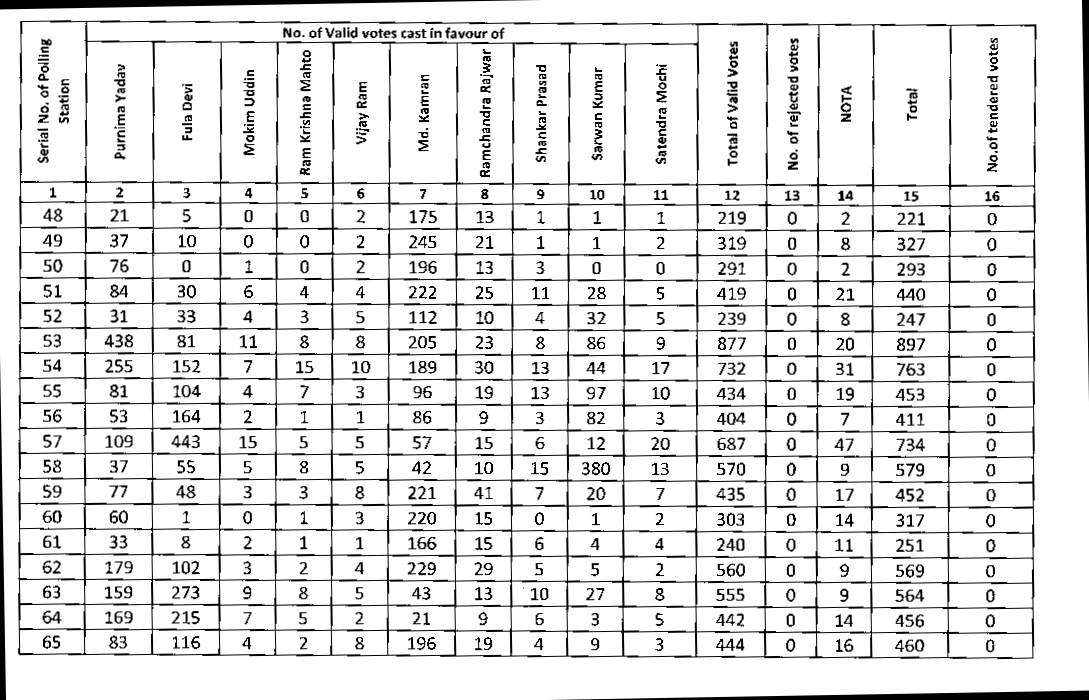 No. of Valid votes cast in favour of
Serial No. of Polling Station Purnima Yadav Fula Devi Mokim Uddin Ram Krishna Mahto Vijay Ram Md. Kamran Ramchandra Rajwar Shankar Prasad Sarwan Kumar Satendra Mochi Total of Valid Votes No. of rejected votes NOTA Total No.of tendered votes
1 2 3 4 5 6 7 8 9 10 11 12 13 14 15 16
48 21 5 0 0 2 175 13 1 1 1 219 0 2 221 0
49 37 10 0 0 2 245 21 1 1 2 319 0 8 327 0
50 76 0 1 0 2 196 13 3 0 0 291 0 2 293 0
51 84 30 6 4 4 222 25 11 28 5 419 0 21 440 0
52 31 33 4 3 5 112 10 4 32 5 239 0 8 247 0
53 438 81 11 8 8 205 23 8 86 9 877 0 20 897 0
54 255 152 7 15 10 189 30 13 44 17 732 0 31 763 0
55 81 104 4 7 3 96 19 13 97 10 434 0 19 453 0
56 53 164 2 1 1 86 9 3 82 3 404 0 7 411 0
57 109 443 15 5 5 57 15 6 12 20 687 0 47 734 0
58 37 55 5 8 5 42 10 15 380 13 570 0 9 579 0
59 77 48 3 3 8 221 41 7 20 7 435 0 17 452 0
60 60 1 0 1 3 220 15 0 1 2 303 0 14 317 0
61 33 8 2 1 1 166 15 6 4 4 240 0 11 251 0
62 179 102 3 2 4 229 29 5 5 2 560 0 9 569 0
63 159 273 9 8 5 43 13 10 27 8 555 0 9 564 0
64 169 215 7 5 2 21 9 6 3 5 442 0 14 456 0
65 83 116 4 2 8 196 19 4 9 3 444 0 16 460 0